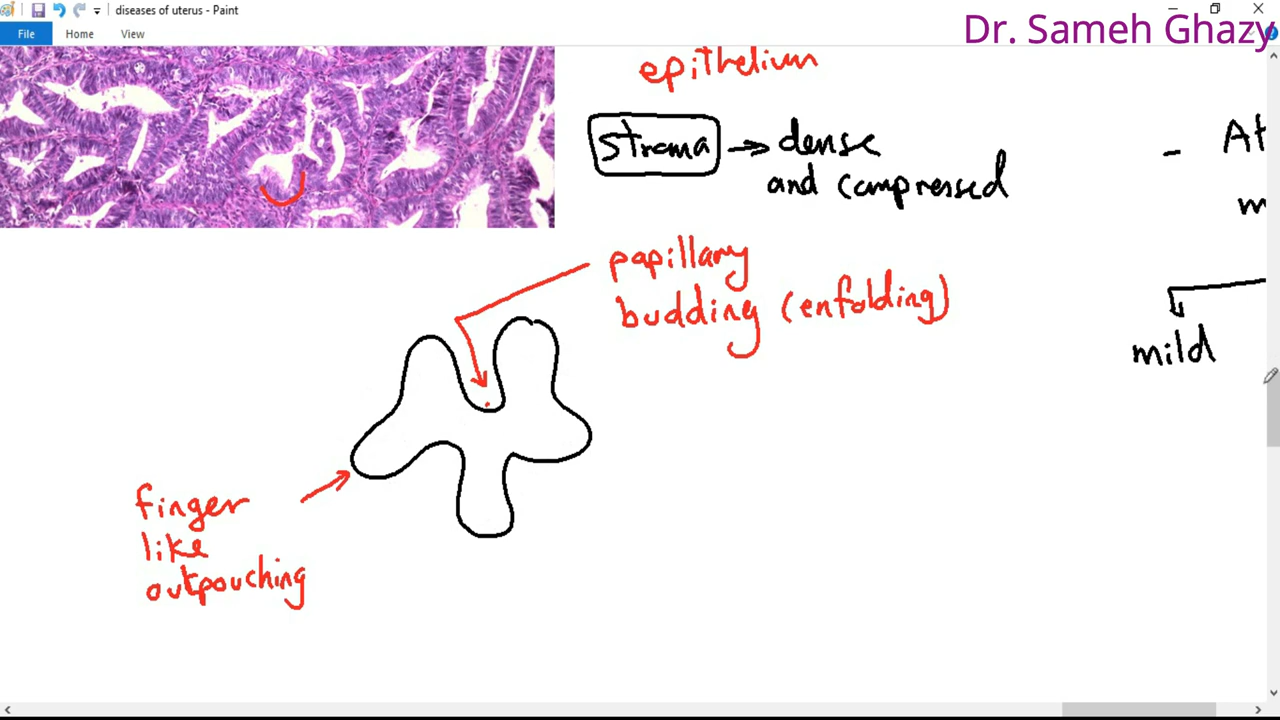 diseases of uterus - Paint
Dr. Sameh Ghazy
File Home View
epithelium
stroma → dense
and compressed
papillary
budding (enfolding)
finger
like
outpouching
At
m
mild